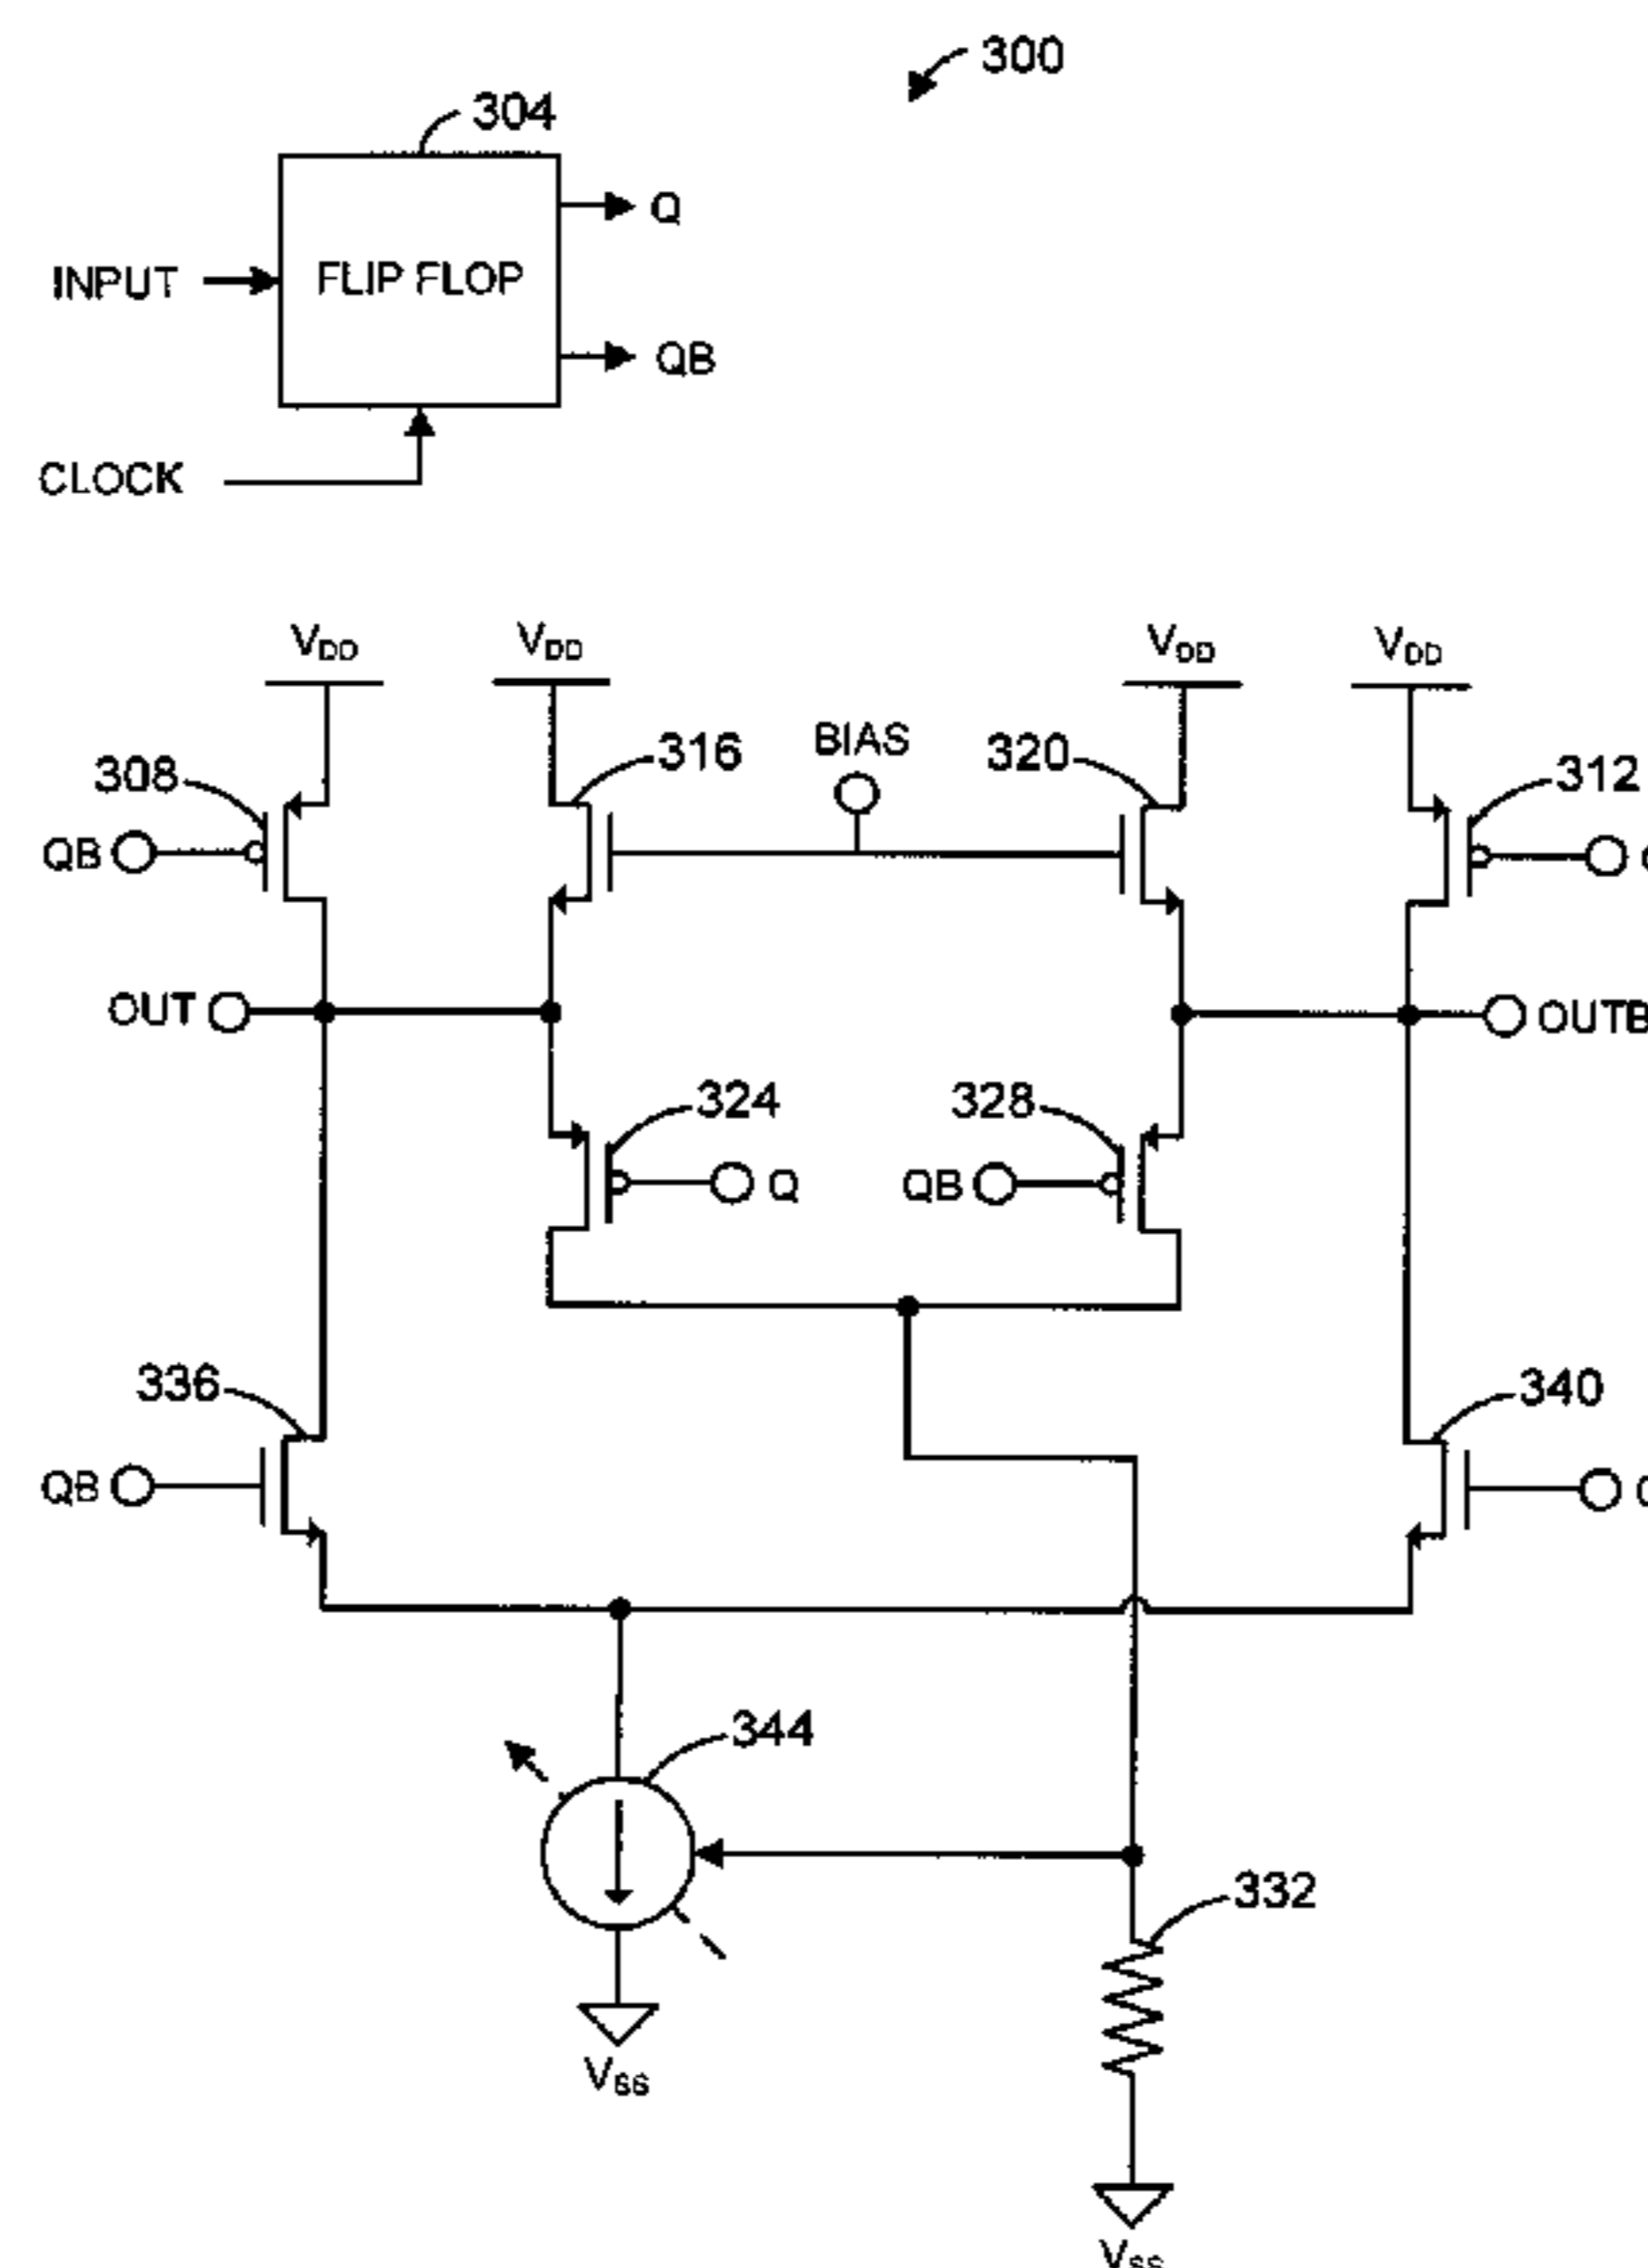 300
304
Q
INPUT
FLIP FLOP
QB
CLOCK
VDD
VDD
VDD
VDD
308
316
BIAS
320
312
QB
OUT
OUTB
324
328
Q
QB
336
340
QB
344
332
VSS
VSS